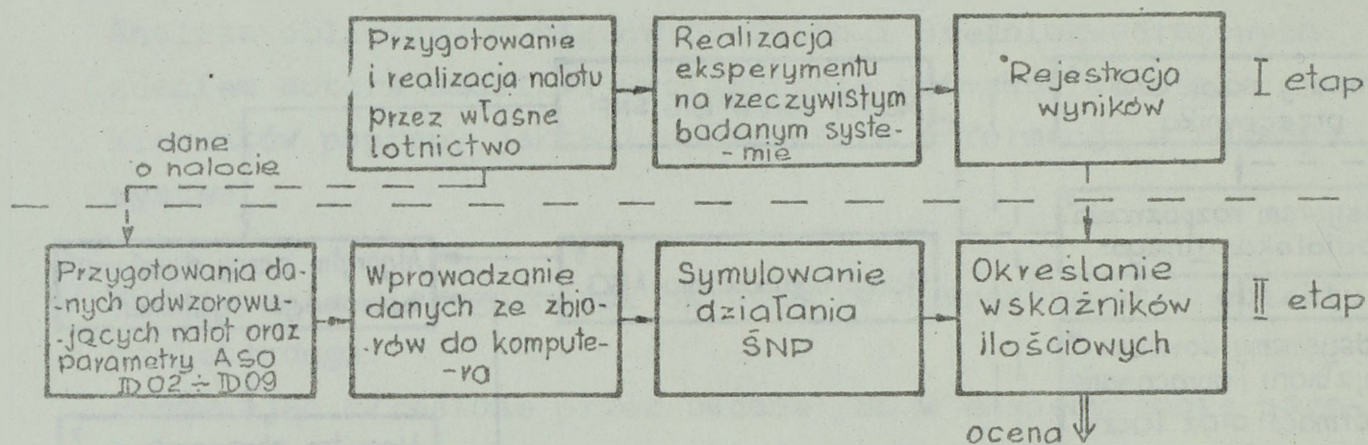 Przygotowanie
i realizacja nalotu
przez własne
lotnictwo
Realizacja
eksperymentu
na rzeczywistym
badanym syste-
-mie
Rejestracja
wyników
I etap
dane
o nalocie
Przygotowania da-
-nych odwzorowu-
-jących nalot oraz
parametry ASO
ID02 ÷ ID09
Wprowadzanie
danych ze zbio-
-rów do kompute-
-ra
Symulowanie
działania
ŚNP
Określanie
wskaźników
ilościowych
II etap
ocena